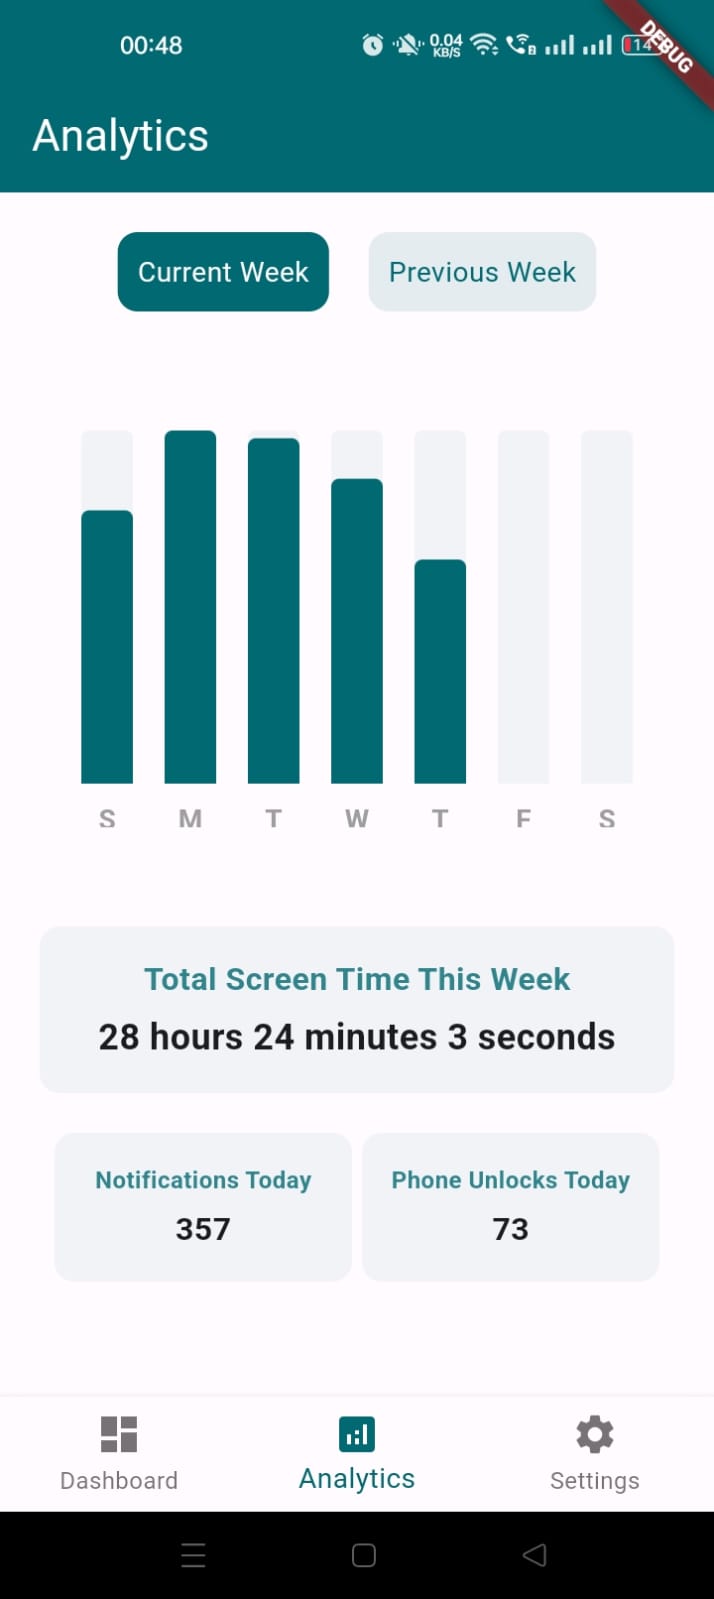 00:48
0.04
KB/S
2
14
DEBUG
Analytics
Current Week
Previous Week
S M T W T F S
Total Screen Time This Week
28 hours 24 minutes 3 seconds
Notifications Today
357
Phone Unlocks Today
73
Dashboard
Analytics
Settings